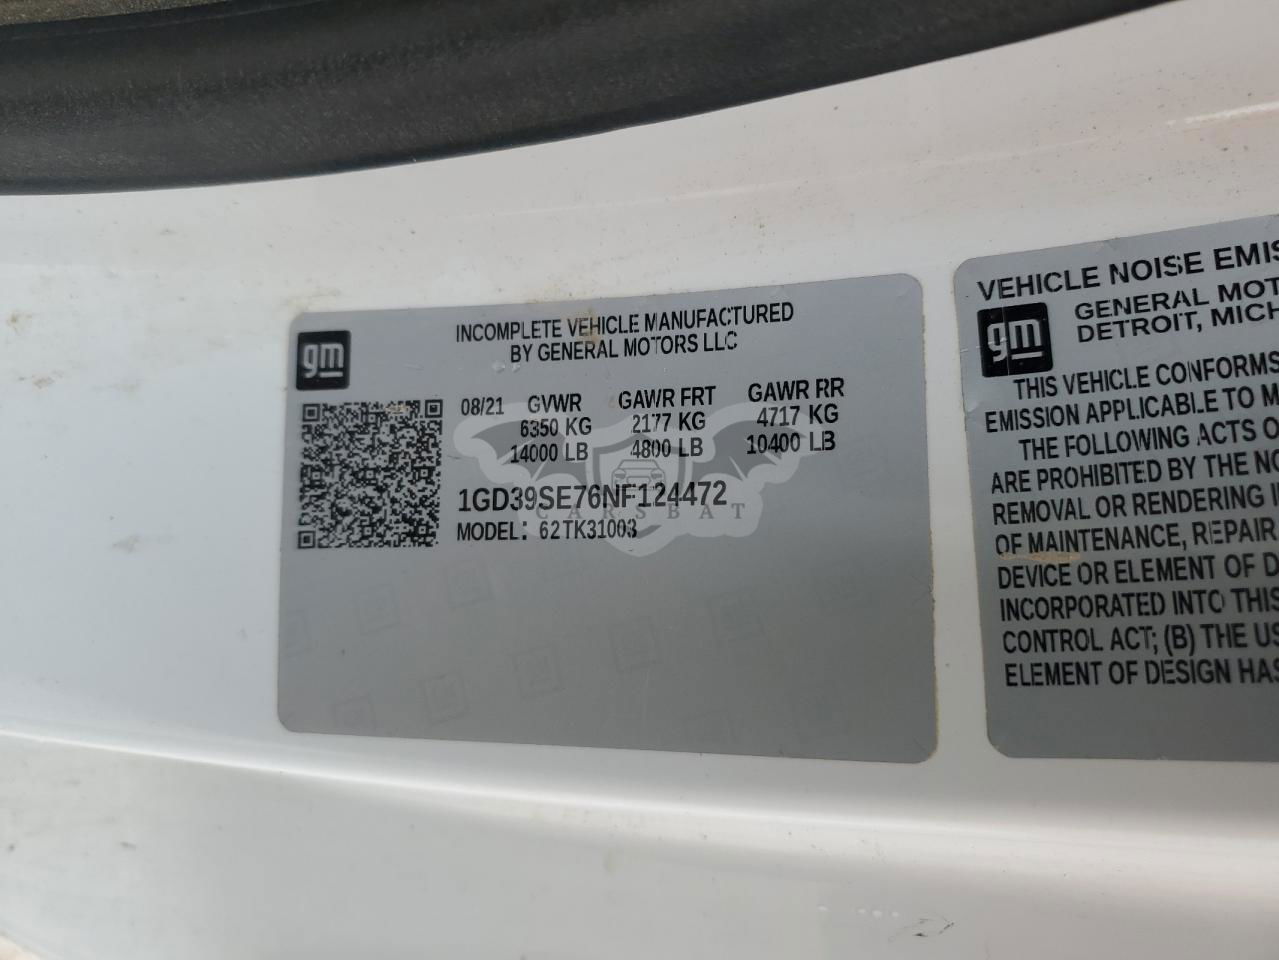 gm
INCOMPLETE VEHICLE MANUFACTURED
BY GENERAL MOTORS LLC
08/21 GVWR GAWR FRT GAWR RR
6350 KG 2177 KG 4717 KG
14000 LB 4800 LB 10400 LB
1GD39SE76NF124472
CARSBAT
MODEL: 62TK31003
VEHICLE NOISE EMIS
gm
GENERAL MOT
DETROIT, MICH
THIS VEHICLE CONFORMS
EMISSION APPLICABLE TO M
THE FOLLOWING ACTS O
ARE PROHIBITED BY THE NO
REMOVAL OR RENDERING IN
OF MAINTENANCE, REPAIR
DEVICE OR ELEMENT OF D
INCORPORATED INTO THIS
CONTROL ACT; (B) THE US
ELEMENT OF DESIGN HAS